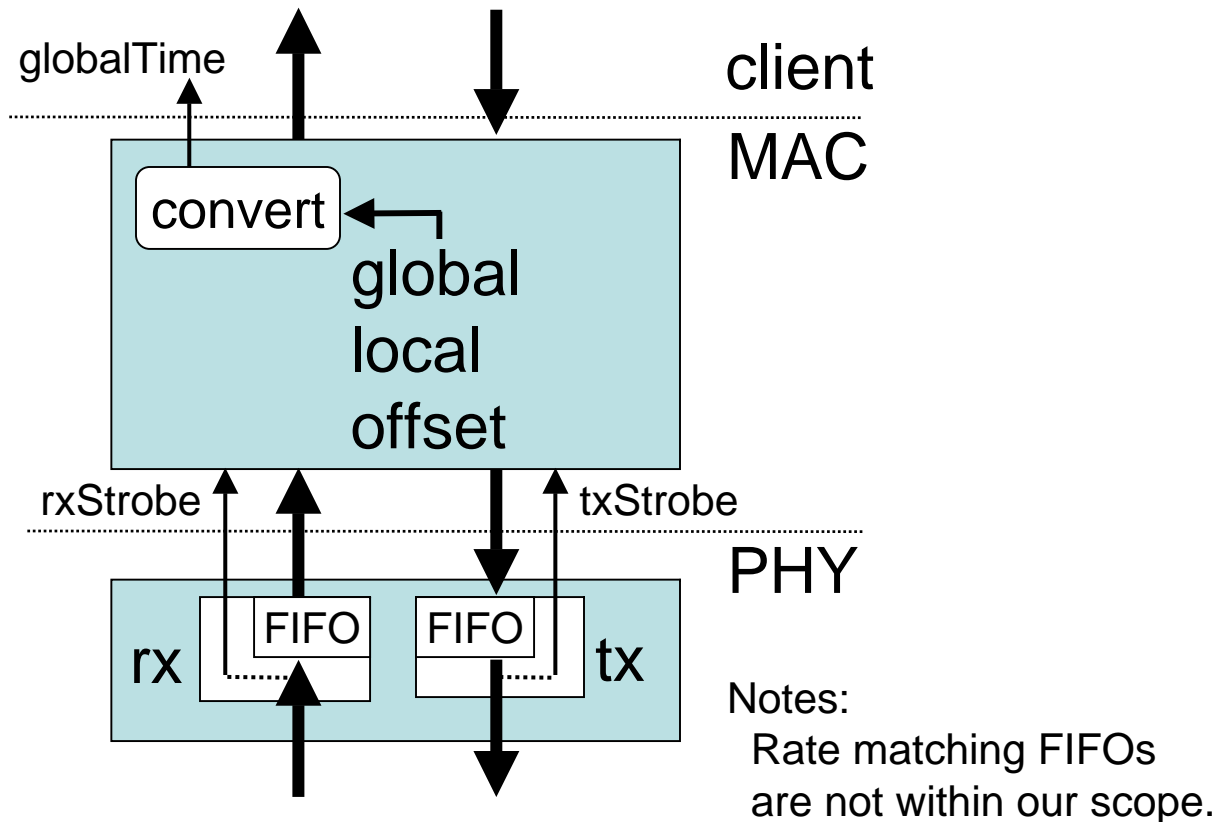 globalTime
client
MAC
convert
global
local
offset
rxStrobe
txStrobe
PHY
FIFO
FIFO
rx
tx
Notes:
Rate matching FIFOs
are not within our scope.